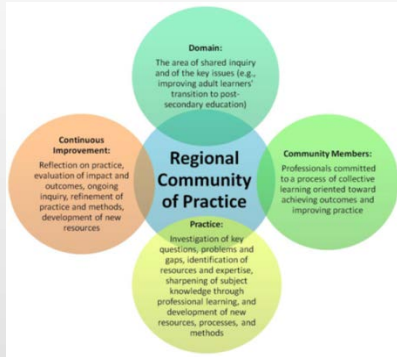 Domain:
The area of shared inquiry
and of the key issues (e.g.,
improving adult learners'
transition to post-
secondary education)
Continuous
Improvement:
Reflection on practice,
evaluation of impact and
outcomes, ongoing
inquiry, refinement of
practice and methods,
development of new
resources
Regional
Community
of Practice
Community Members:
Professionals committed
to a process of collective
learning oriented toward
achieving outcomes and
improving practice
Practice:
Investigation of key
questions, problems and
gaps, identification of
resources and expertise,
sharpening of subject
knowledge through
professional learning, and
development of new
resources, processes, and
methods